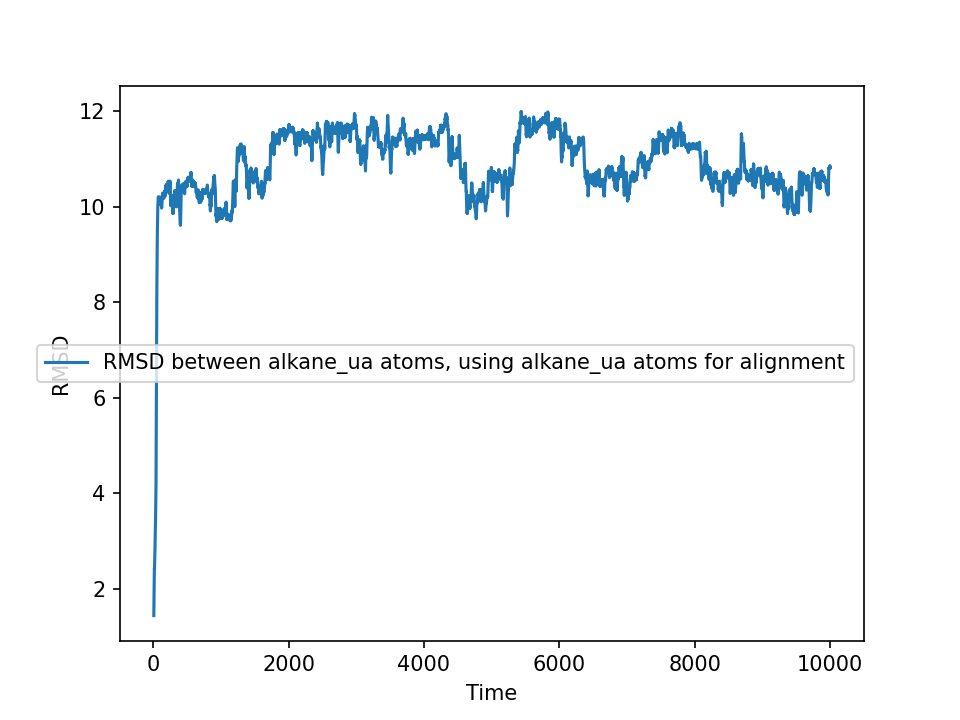 12
10
8
6
4
2
RMSD
RMSD between alkane_ua atoms, using alkane_ua atoms for alignment
0 2000 4000 6000 8000 10000
Time